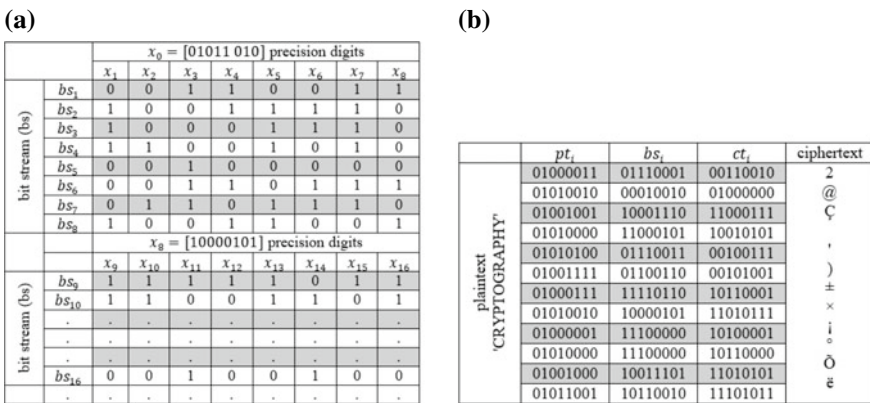 (a)
x₀ = [01011 010] precision digits
x₁ x₂ x₃ x₄ x₅ x₆ x₇ x₈
bit stream (bs)
bs₁ 0 0 1 1 0 0 1 1
bs₂ 1 0 0 1 1 1 1 0
bs₃ 1 0 0 0 1 1 1 0
bs₄ 1 1 0 0 1 0 1 0
bs₅ 0 0 1 0 0 0 0 0
bs₆ 0 0 1 1 0 1 1 1
bs₇ 0 1 1 0 1 1 1 0
bs₈ 1 0 0 1 1 0 0 1
x₈ = [10000101] precision digits
x₉ x₁₀ x₁₁ x₁₂ x₁₃ x₁₄ x₁₅ x₁₆
bit stream (bs)
bs₉ 1 1 1 1 1 0 1 1
bs₁₀ 1 1 0 0 1 1 0 1
. . . . . . . . .
. . . . . . . . .
. . . . . . . . .
bs₁₆ 0 0 1 0 0 1 0 0
. . . . . . . . .
(b)
ptᵢ bsᵢ ctᵢ ciphertext
plaintext
'CRYPTOGRAPHY'
01000011 01110001 00110010 2
01010010 00010010 01000000 @
01001001 10001110 11000111 Ç
01010000 11000101 10010101
01010100 01110011 00100111 '
01001111 01100110 00101001 )
01000111 11110110 10110001 ±
01010010 10000101 11010111 ×
01000001 11100000 10100001 ¡
01010000 11100000 10110000 °
01001000 10011101 11010101 Õ
01011001 10110010 11101011 ë